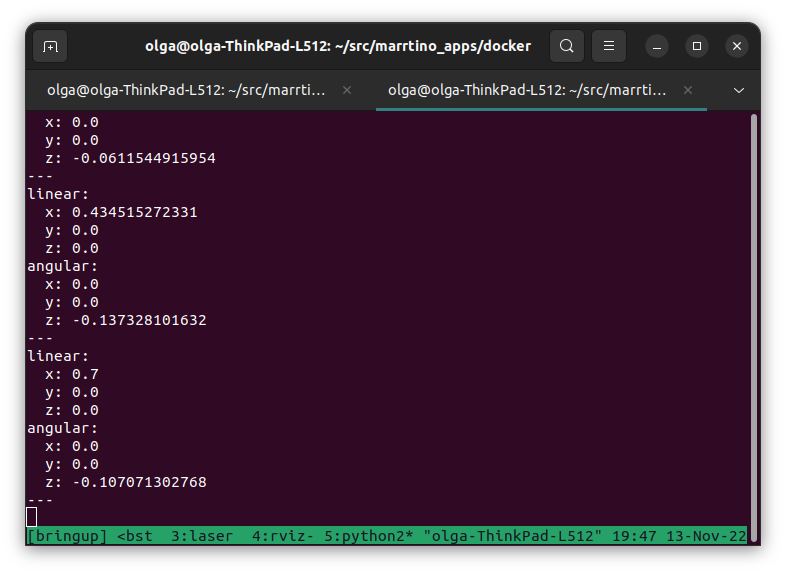 olga@olga-ThinkPad-L512: ~/src/marrtino_apps/docker
olga@olga-ThinkPad-L512: ~/src/marrti...
olga@olga-ThinkPad-L512: ~/src/marrti...
  x: 0.0
  y: 0.0
  z: -0.0611544915954
---
linear:
  x: 0.434515272331
  y: 0.0
  z: 0.0
angular:
  x: 0.0
  y: 0.0
  z: -0.137328101632
---
linear:
  x: 0.7
  y: 0.0
  z: 0.0
angular:
  x: 0.0
  y: 0.0
  z: -0.107071302768
---
[bringup] <bst  3:laser  4:rviz- 5:python2* "olga-ThinkPad-L512" 19:47 13-Nov-22